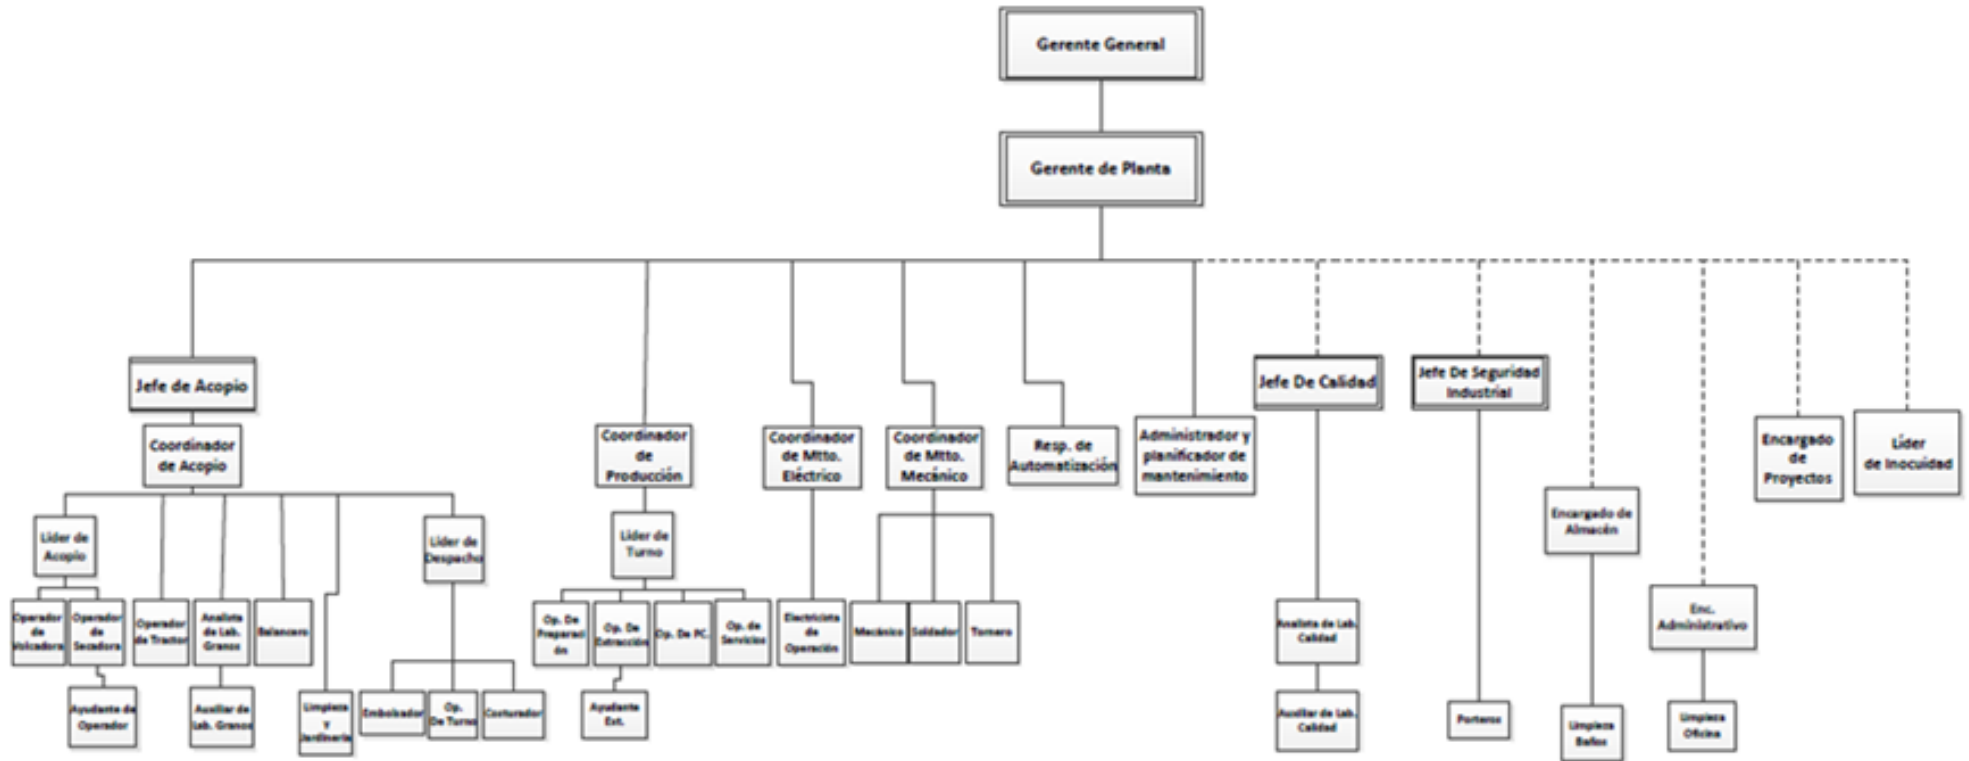 Gerente General
Gerente de Planta
Jefe de Acopio
Jefe De Calidad
Jefe De Seguridad
Industrial
Coordinador
de Acopio
Coordinador
de
Producción
Coordinador
de Mtto.
Eléctrico
Coordinador
de Mtto.
Mecánico
Resp. de
Automatización
Administrador y
planificador de
mantenimiento
Encargado
de
Proyectos
Líder
de Inocuidad
Líder de
Acopio
Líder de
Despacho
Líder de
Turno
Encargado de
Almacén
Enc.
Administrativo
Operador
de
Volcadora
Operador
de
Secadora
Operador
de Tractor
Analista
de Lab.
Granos
Balancero
Op. De
Preparaci
ón
Op. De
Extracción
Op. De PC.
Op. de
Servicios
Electricista
de
Operación
Mecánico
Soldador
Tornero
Analista de Lab.
Calidad
Ayudante de
Operador
Auxiliar de
Lab. Granos
Limpieza
y
Jardinería
Embolsador
Op.
De Turno
Costurador
Ayudante
Ext.
Auxiliar de Lab.
Calidad
Porteros
Limpieza
Baños
Limpieza
Oficina